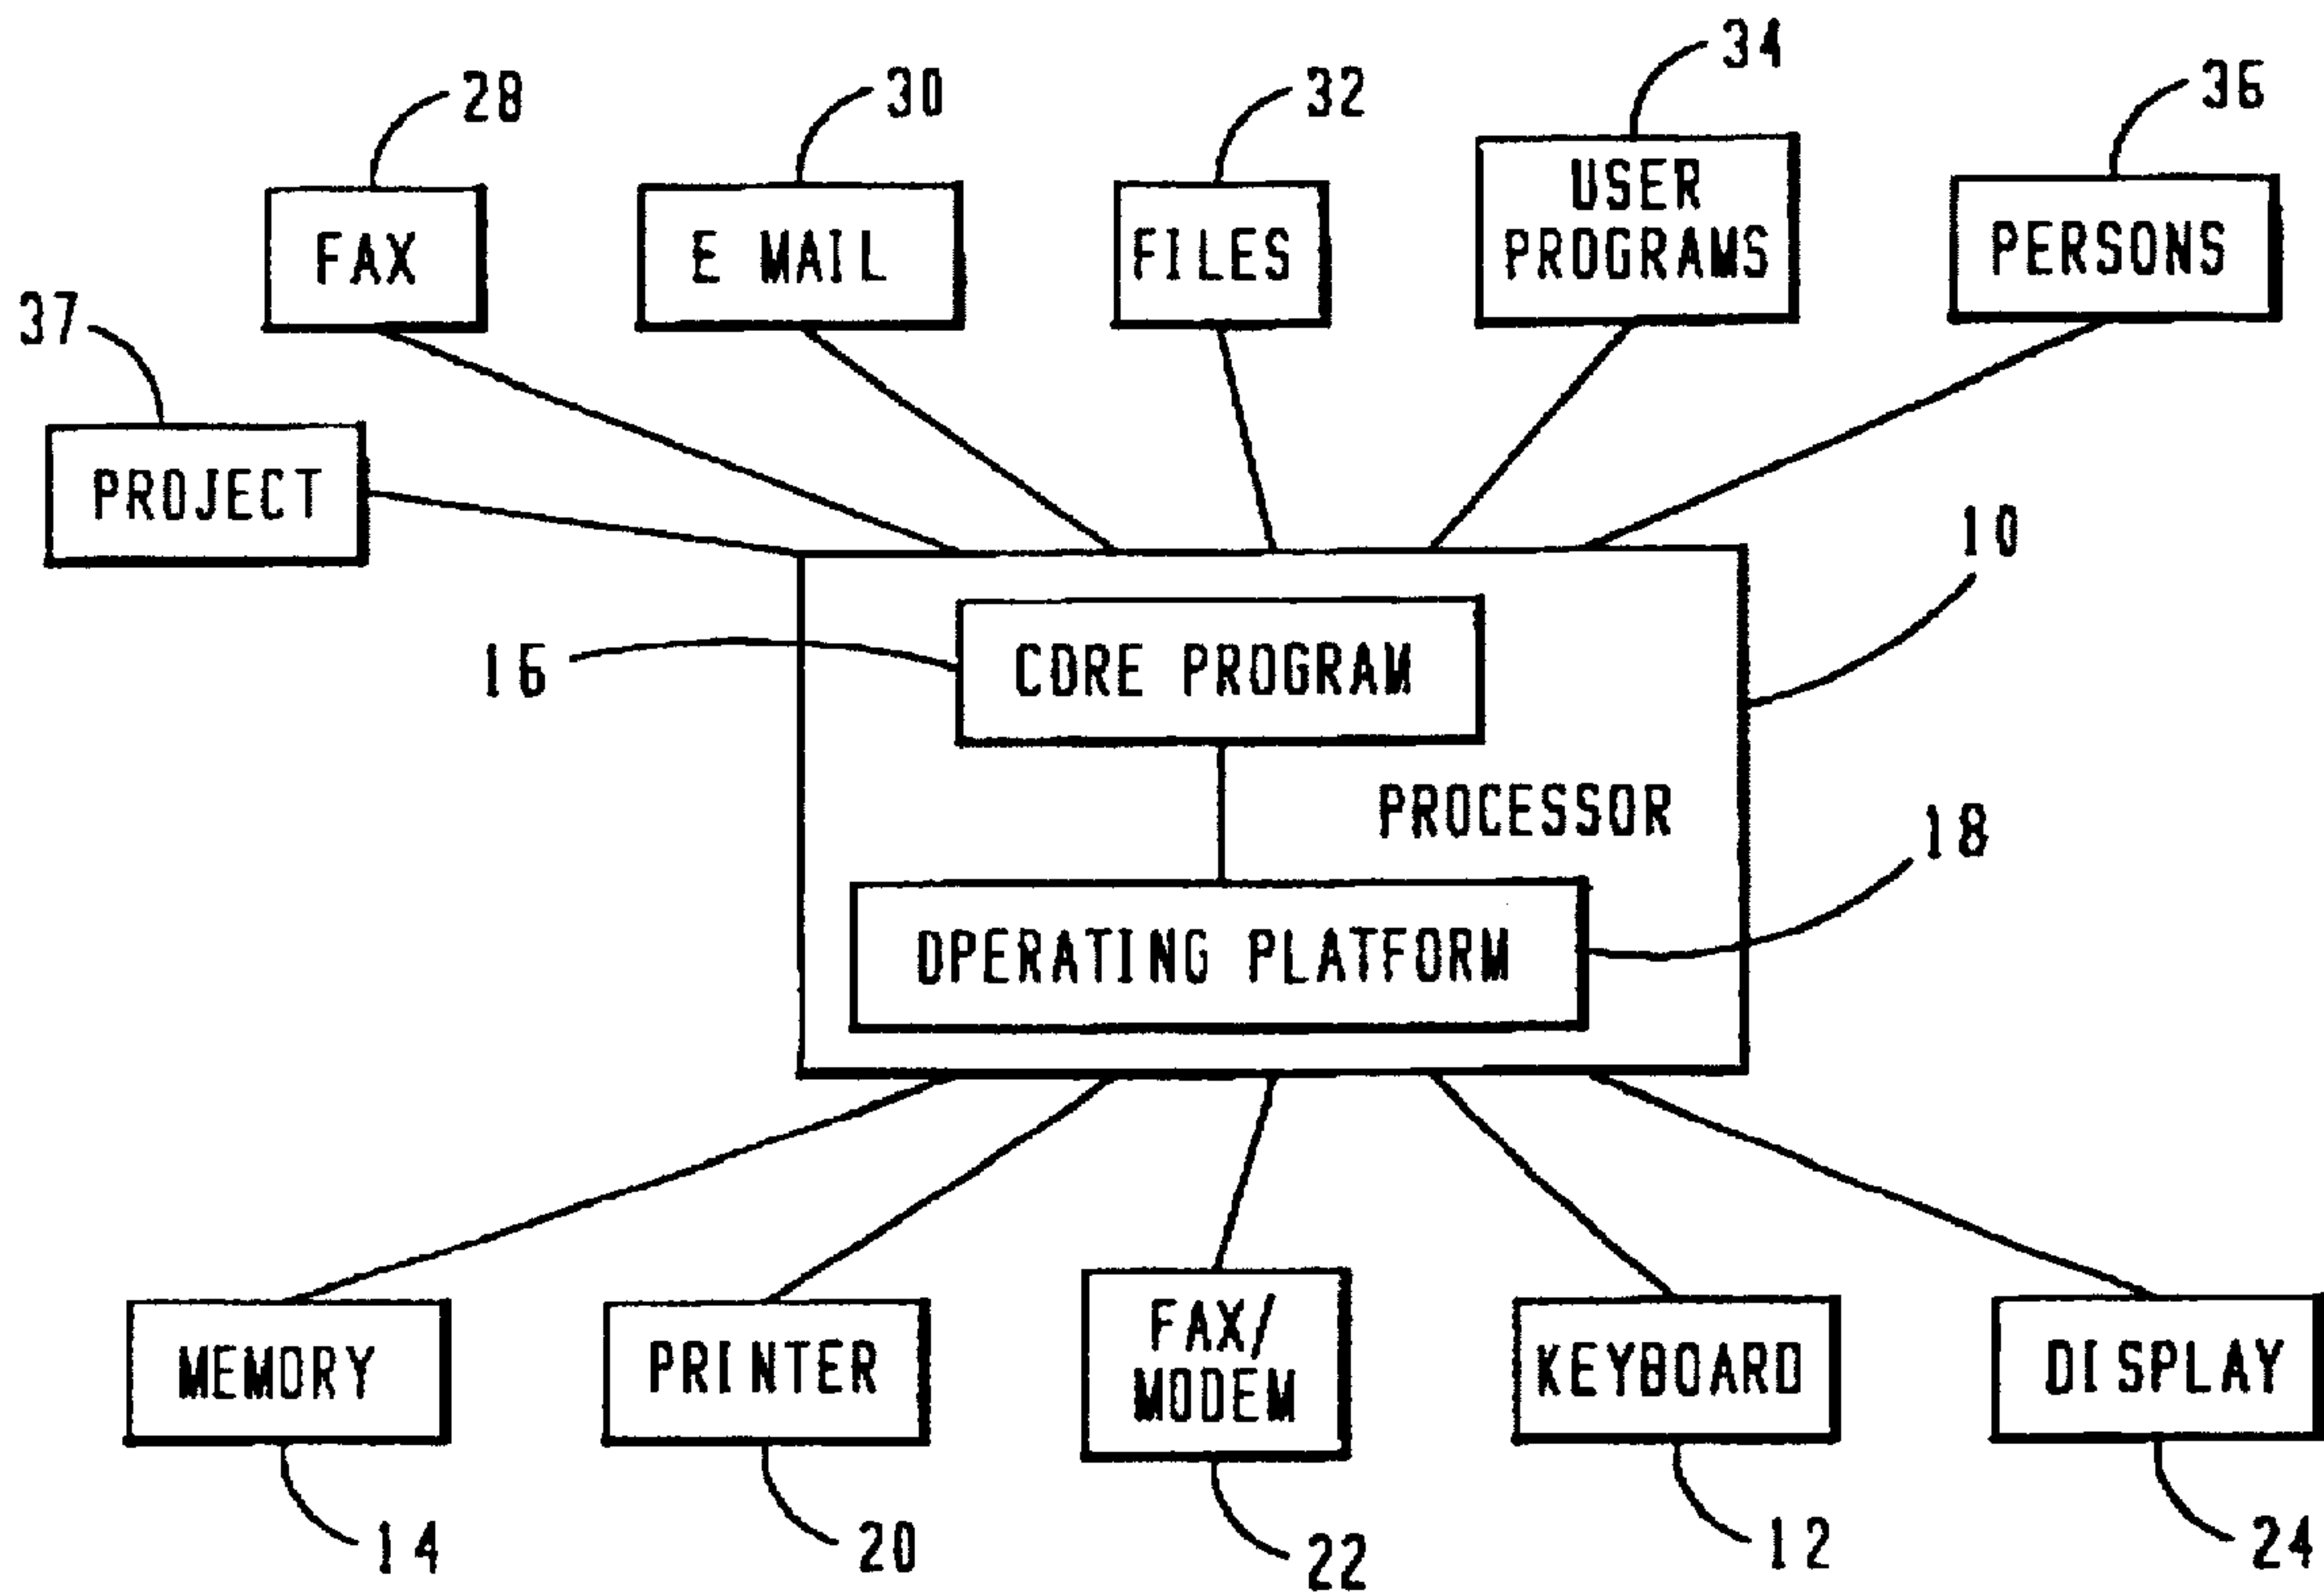 34
28
30
32
36
USER
PROGRAMS
FAX
E MAIL
FILES
PERSONS
37
PROJECT
10
16
CORE PROGRAM
PROCESSOR
18
OPERATING PLATFORM
FAX/
MODEM
MEMORY
PRINTER
KEYBOARD
DISPLAY
14
20
22
12
24